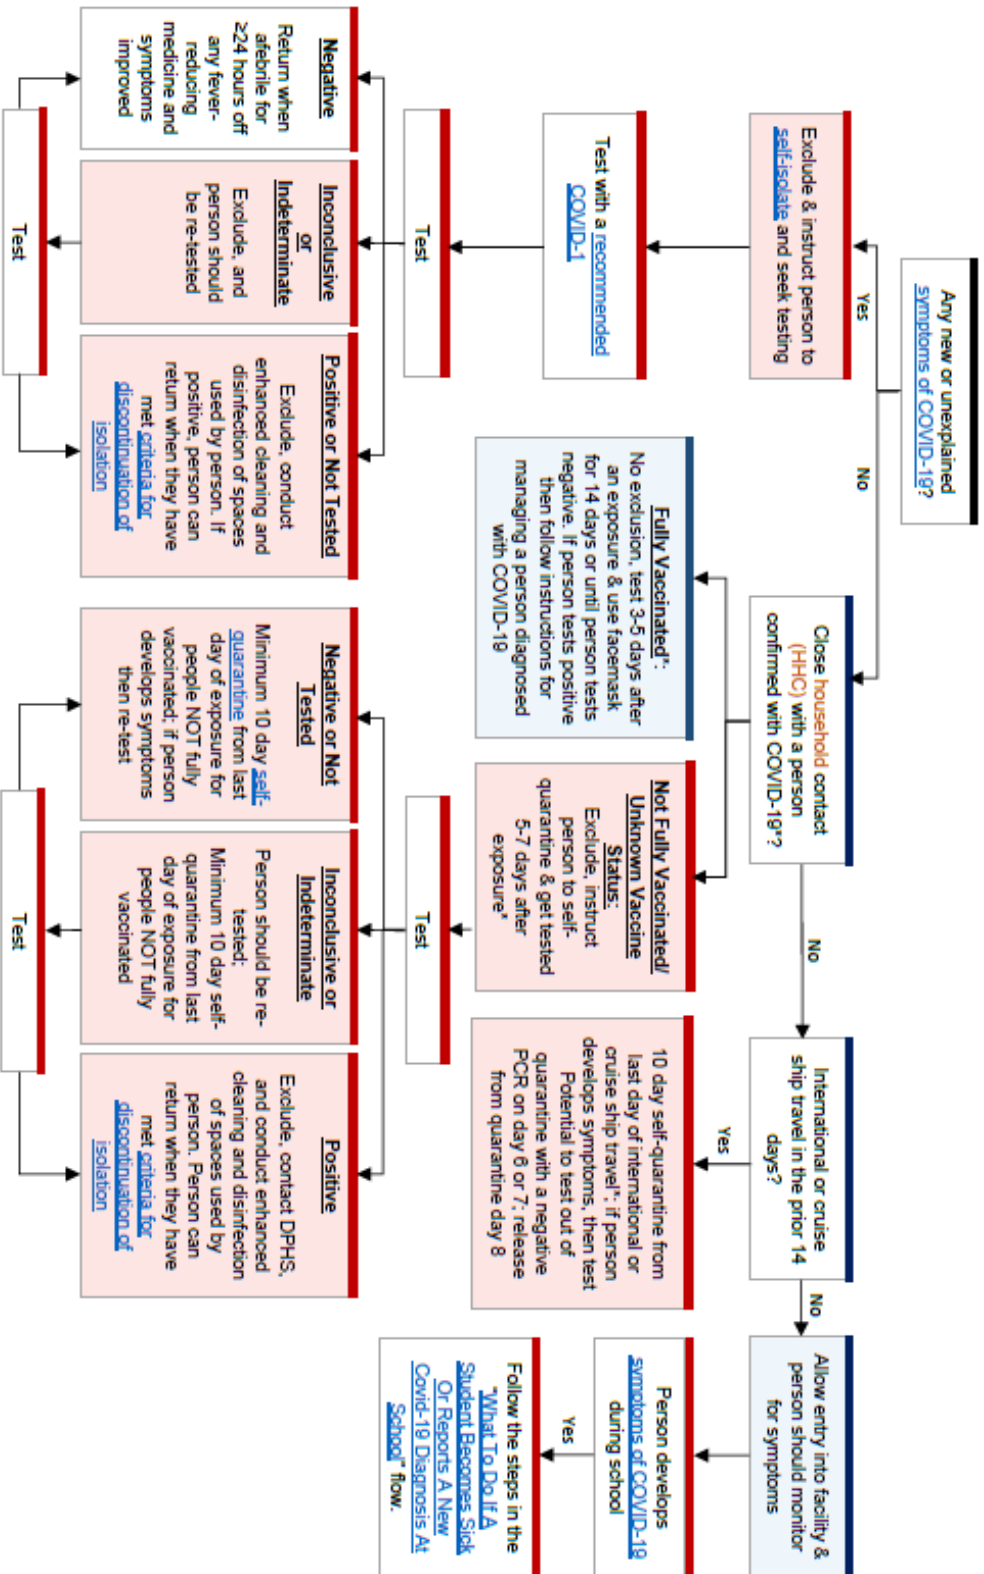 Any new or unexplained
symptoms of COVID-19?
Yes
No
Exclude & instruct person to
self-isolate and seek testing
Test with a recommended
COVID-1
Test
Negative
Return when
afebrile for
≥24 hours off
any fever-
reducing
medicine and
symptoms
improved
Inconclusive
or
Indeterminate
Exclude, and
person should
be re-tested
Positive or Not Tested
Exclude, conduct
enhanced cleaning and
disinfection of spaces
used by person. If
positive, person can
return when they have
met criteria for
discontinuation of
isolation
Test
Close household contact
(HHC) with a person
confirmed with COVID-19*?
No
Fully Vaccinated*:
No exclusion, test 3-5 days after
an exposure & use facemask
for 14 days or until person tests
negative. If person tests positive
then follow instructions for
managing a person diagnosed
with COVID-19
Not Fully Vaccinated/
Unknown Vaccine
Status:
Exclude, instruct
person to self-
quarantine & get tested
5-7 days after
exposure*
Test
Negative or Not
Tested
Minimum 10 day self-
quarantine from last
day of exposure for
people NOT fully
vaccinated; if person
develops symptoms
then re-test
Inconclusive or
Indeterminate
Person should be re-
tested;
Minimum 10 day self-
quarantine from last
day of exposure for
people NOT fully
vaccinated
Positive
Exclude, contact DPHS,
and conduct enhanced
cleaning and disinfection
of spaces used by
person. Person can
return when they have
met criteria for
discontinuation of
isolation
Test
International or cruise
ship travel in the prior 14
days?
Yes
No
10 day self-quarantine from
last day of international or
cruise ship travel*: if person
develops symptoms, then test
Potential to test out of
quarantine with a negative
PCR on day 6 or 7; release
from quarantine day 8
Allow entry into facility &
person should monitor
for symptoms
Person develops
symptoms of COVID-19
during school
Yes
Follow the steps in the
"What To Do If A
Student Becomes Sick
Or Reports A New
Covid-19 Diagnosis At
School" flow.